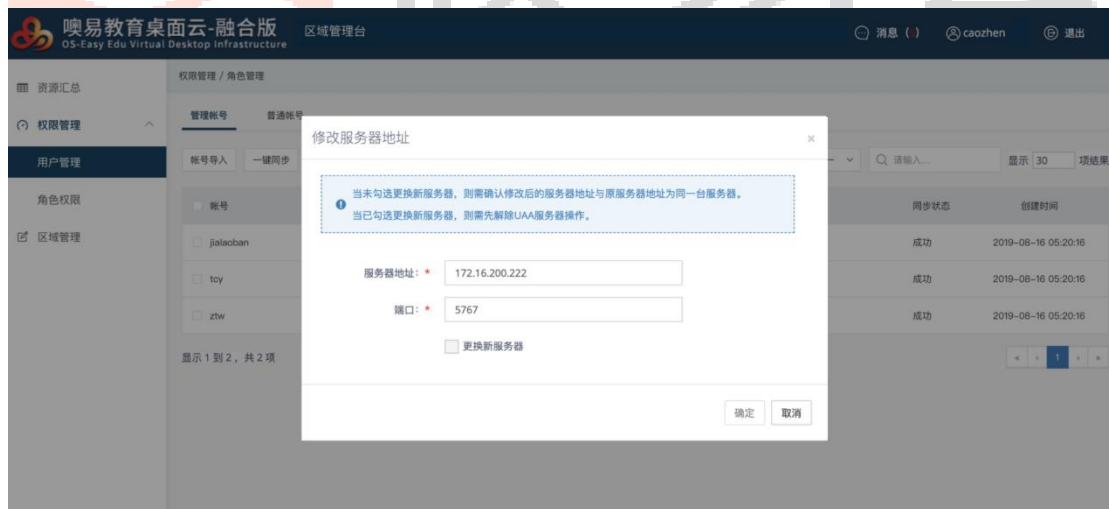 噢易教育桌面云-融合版
OS-Easy Edu Virtual Desktop Infrastructure
区域管理台
消息 ( )
caozhen
退出
资源汇总
权限管理
用户管理
角色权限
区域管理
权限管理 / 角色管理
管理帐号 普通帐号
帐号导入 一键同步
请输入...
显示 30 项结果
帐号 同步状态 创建时间
jialaoban 成功 2019-08-16 05:20:16
tcy 成功 2019-08-16 05:20:16
ztw 成功 2019-08-16 05:20:16
显示 1 到 2，共 2 项
« ‹ 1 › »
修改服务器地址 ×
当未勾选更换新服务器，则需确认修改后的服务器地址与原服务器地址为同一台服务器。
当已勾选更换新服务器，则需先解除UAA服务器操作。
服务器地址: * 172.16.200.222
端口: * 5767
更换新服务器
确定 取消